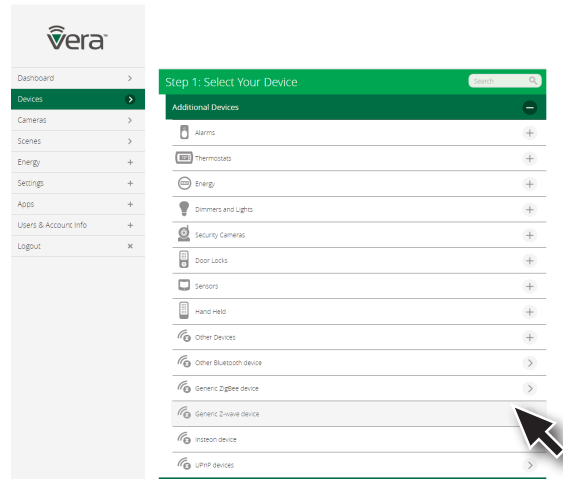 vera™
Dashboard
Devices
Cameras
Scenes
Energy
Settings
Apps
Users & Account Info
Logout
Step 1: Select Your Device
Search
Additional Devices
Alarms
Thermostats
Energy
Dimmers and Lights
Security Cameras
Door Locks
Sensors
Hand Held
Other Devices
Other Bluetooth device
Generic ZigBee device
Generic Z-wave device
Insteon device
UPnP devices